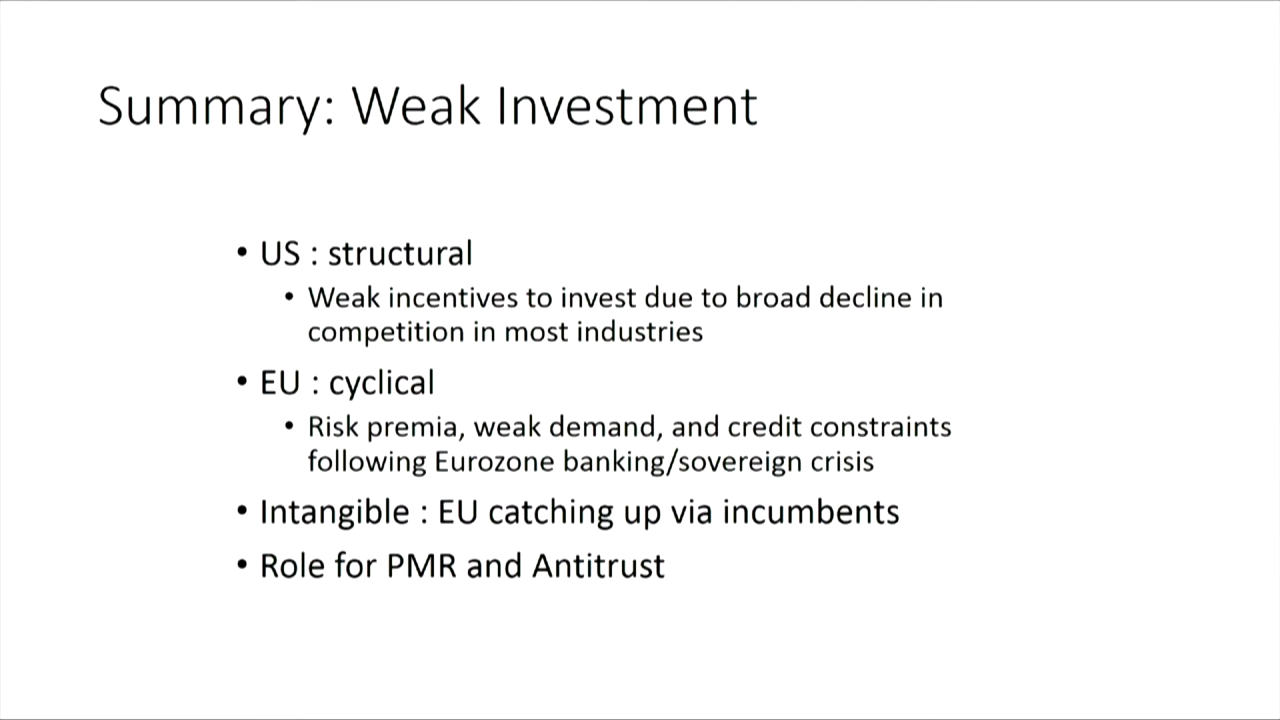 Summary: Weak Investment
• US : structural
• Weak incentives to invest due to broad decline in
competition in most industries
• EU : cyclical
• Risk premia, weak demand, and credit constraints
following Eurozone banking/sovereign crisis
• Intangible : EU catching up via incumbents
• Role for PMR and Antitrust